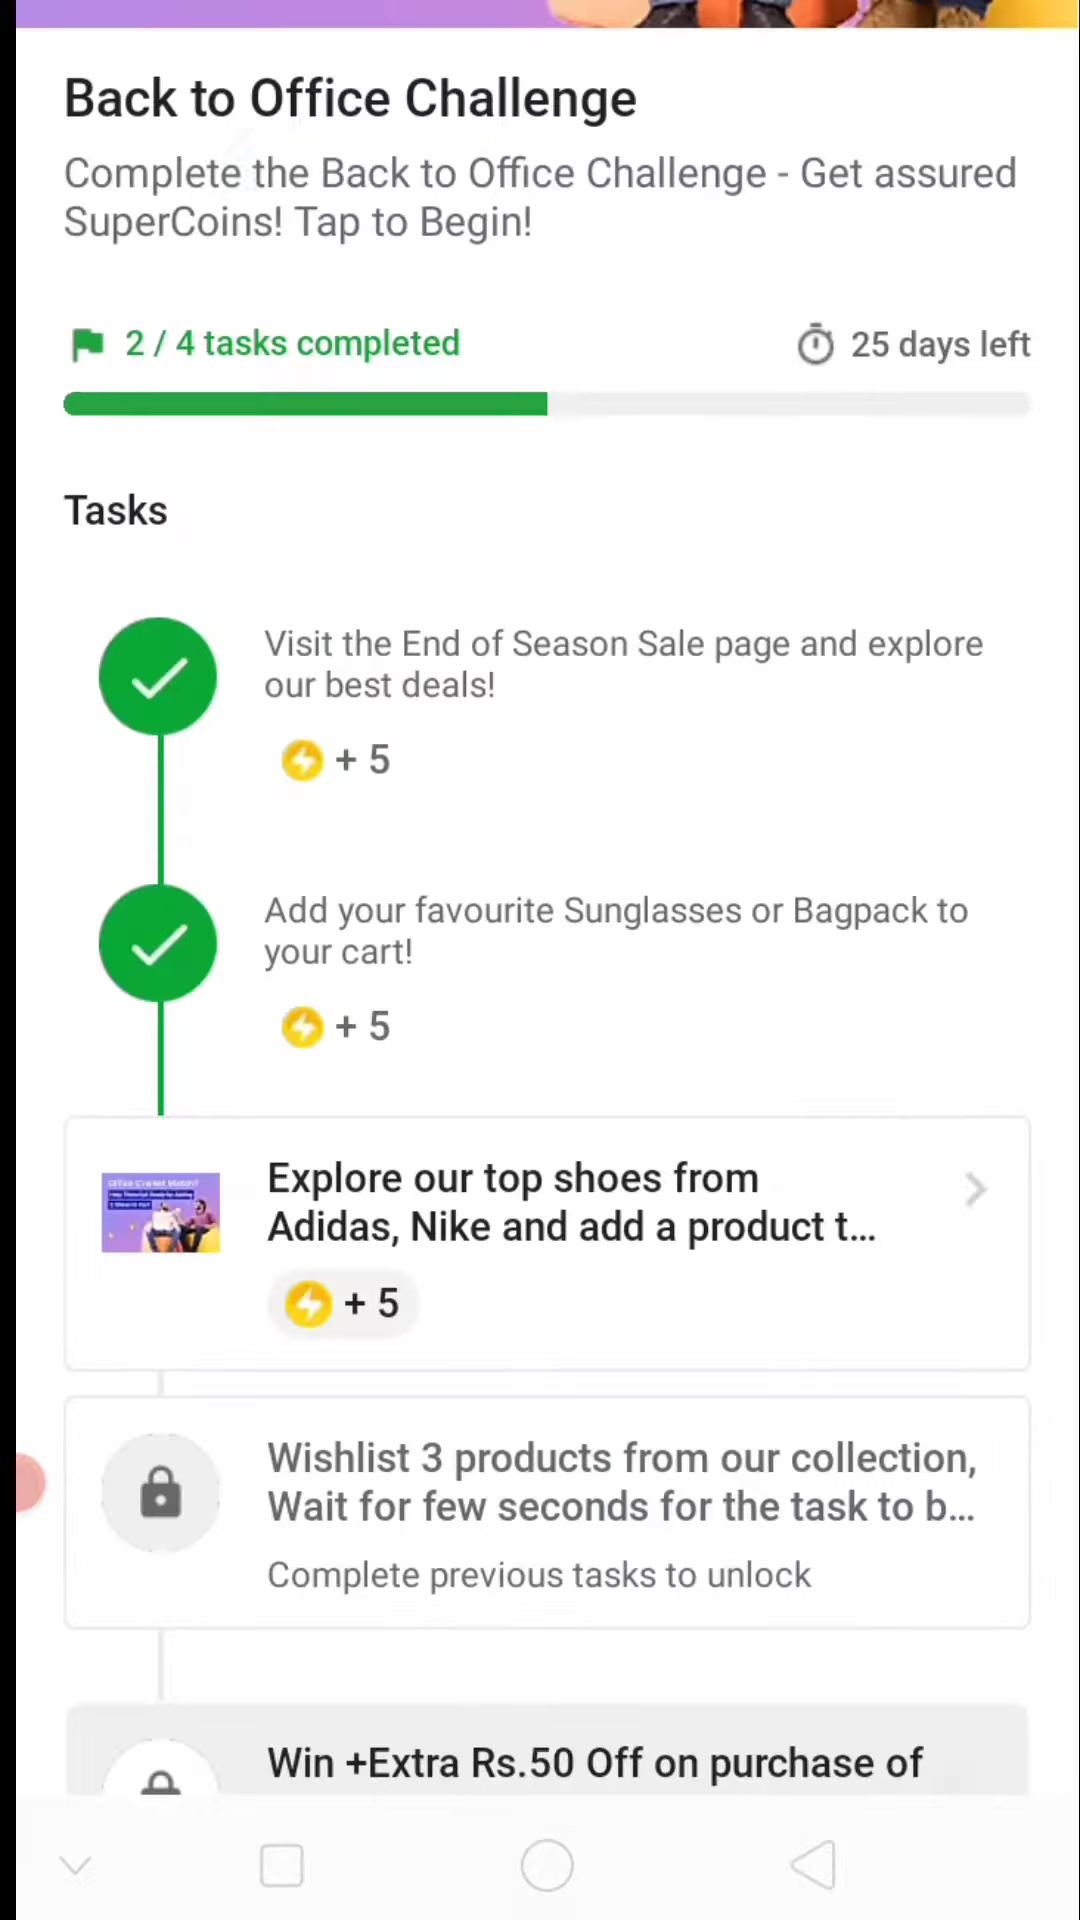 Back to Office Challenge
Complete the Back to Office Challenge - Get assured
SuperCoins! Tap to Begin!
2 / 4 tasks completed
25 days left
Tasks
Visit the End of Season Sale page and explore
our best deals!
+ 5
Add your favourite Sunglasses or Bagpack to
your cart!
+ 5
Explore our top shoes from
Adidas, Nike and add a product t...
+ 5
Wishlist 3 products from our collection,
Wait for few seconds for the task to b...
Complete previous tasks to unlock
Win +Extra Rs.50 Off on purchase of